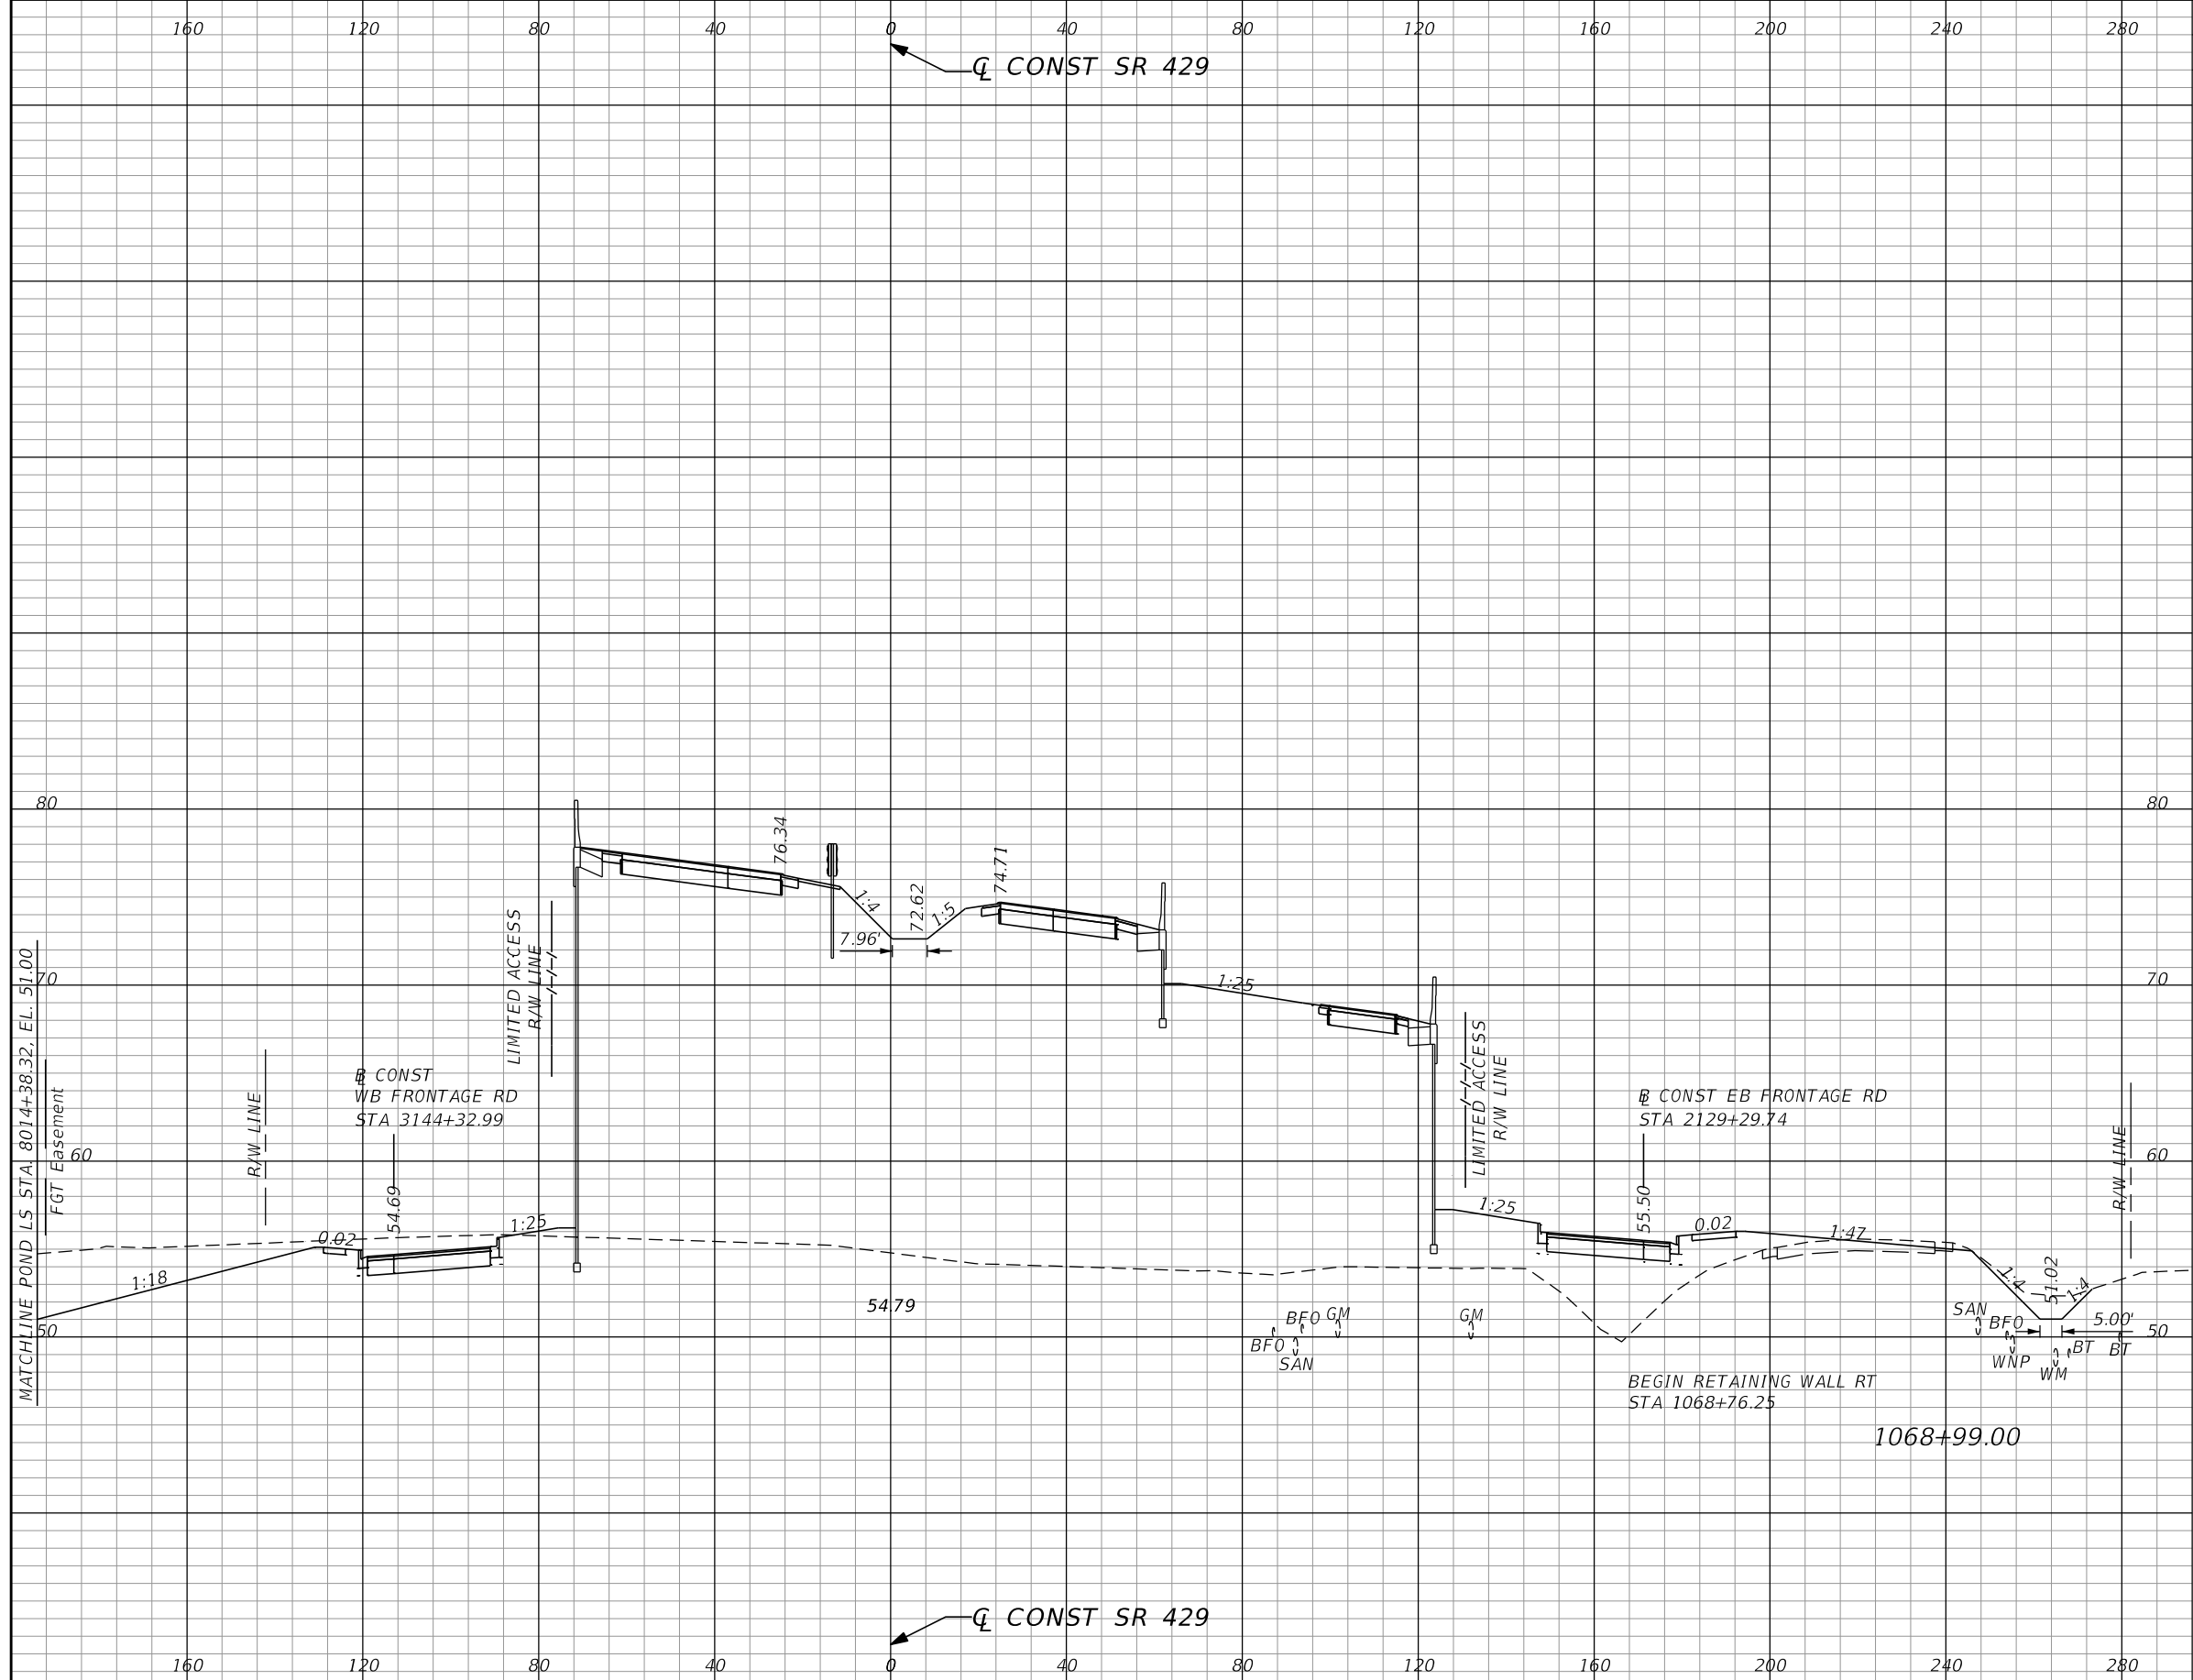 160 120 80 40 0 40 80 120 160 200 240 280
℄ CONST SR 429
80 80
76.34
74.71
72.62
1:4
1:5
7.96'
LIMITED ACCESS
R/W LINE
70 70
1:25
MATCHLINE POND LS STA. 8014+38.32, EL. 51.00
FGT Easement
R/W LINE
B̵L CONST
WB FRONTAGE RD
STA 3144+32.99
LIMITED ACCESS
R/W LINE
B̵L CONST EB FRONTAGE RD
STA 2129+29.74
R/W LINE
60 60
54.69
55.50
0.02
1:25
1:18
1:25
0.02
1:47
1:4
51.02
1:4
54.79
50 50
BFO
BFO
GM
SAN
GM
SAN
BFO
WNP
WM
BT
BT
5.00'
BEGIN RETAINING WALL RT
STA 1068+76.25
1068+99.00
℄ CONST SR 429
160 120 80 40 0 40 80 120 160 200 240 280